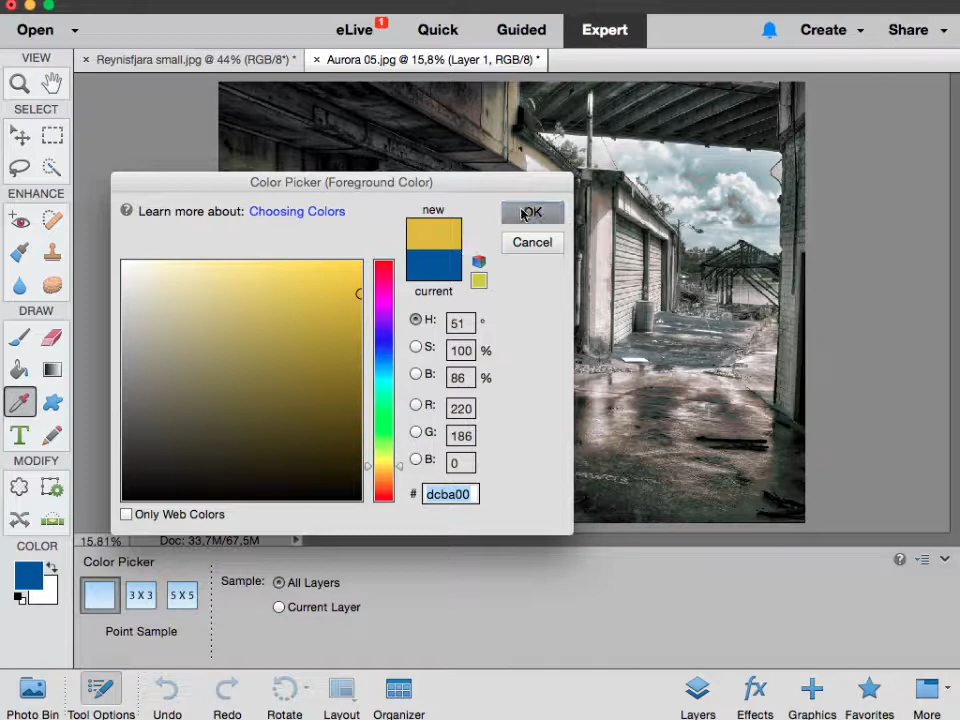 Open eLive 1 Quick Guided Expert Create Share
VIEW
× Reynisfjara small.jpg @ 44% (RGB/8*) * × Aurora 05.jpg @ 15,8% (Layer 1, RGB/8) *
SELECT
ENHANCE
DRAW
T
MODIFY
COLOR
Color Picker (Foreground Color)
? Learn more about: Choosing Colors
new
current
OK
Cancel
H: 51 °
S: 100 %
B: 86 %
R: 220
G: 186
B: 0
# dcba00
Only Web Colors
15.81% Doc: 33,7M/67,5M
Color Picker
3 X 3 5 X 5
Point Sample
Sample: All Layers
Current Layer
?
Photo Bin Tool Options Undo Redo Rotate Layout Organizer fx Layers Effects Graphics Favorites More